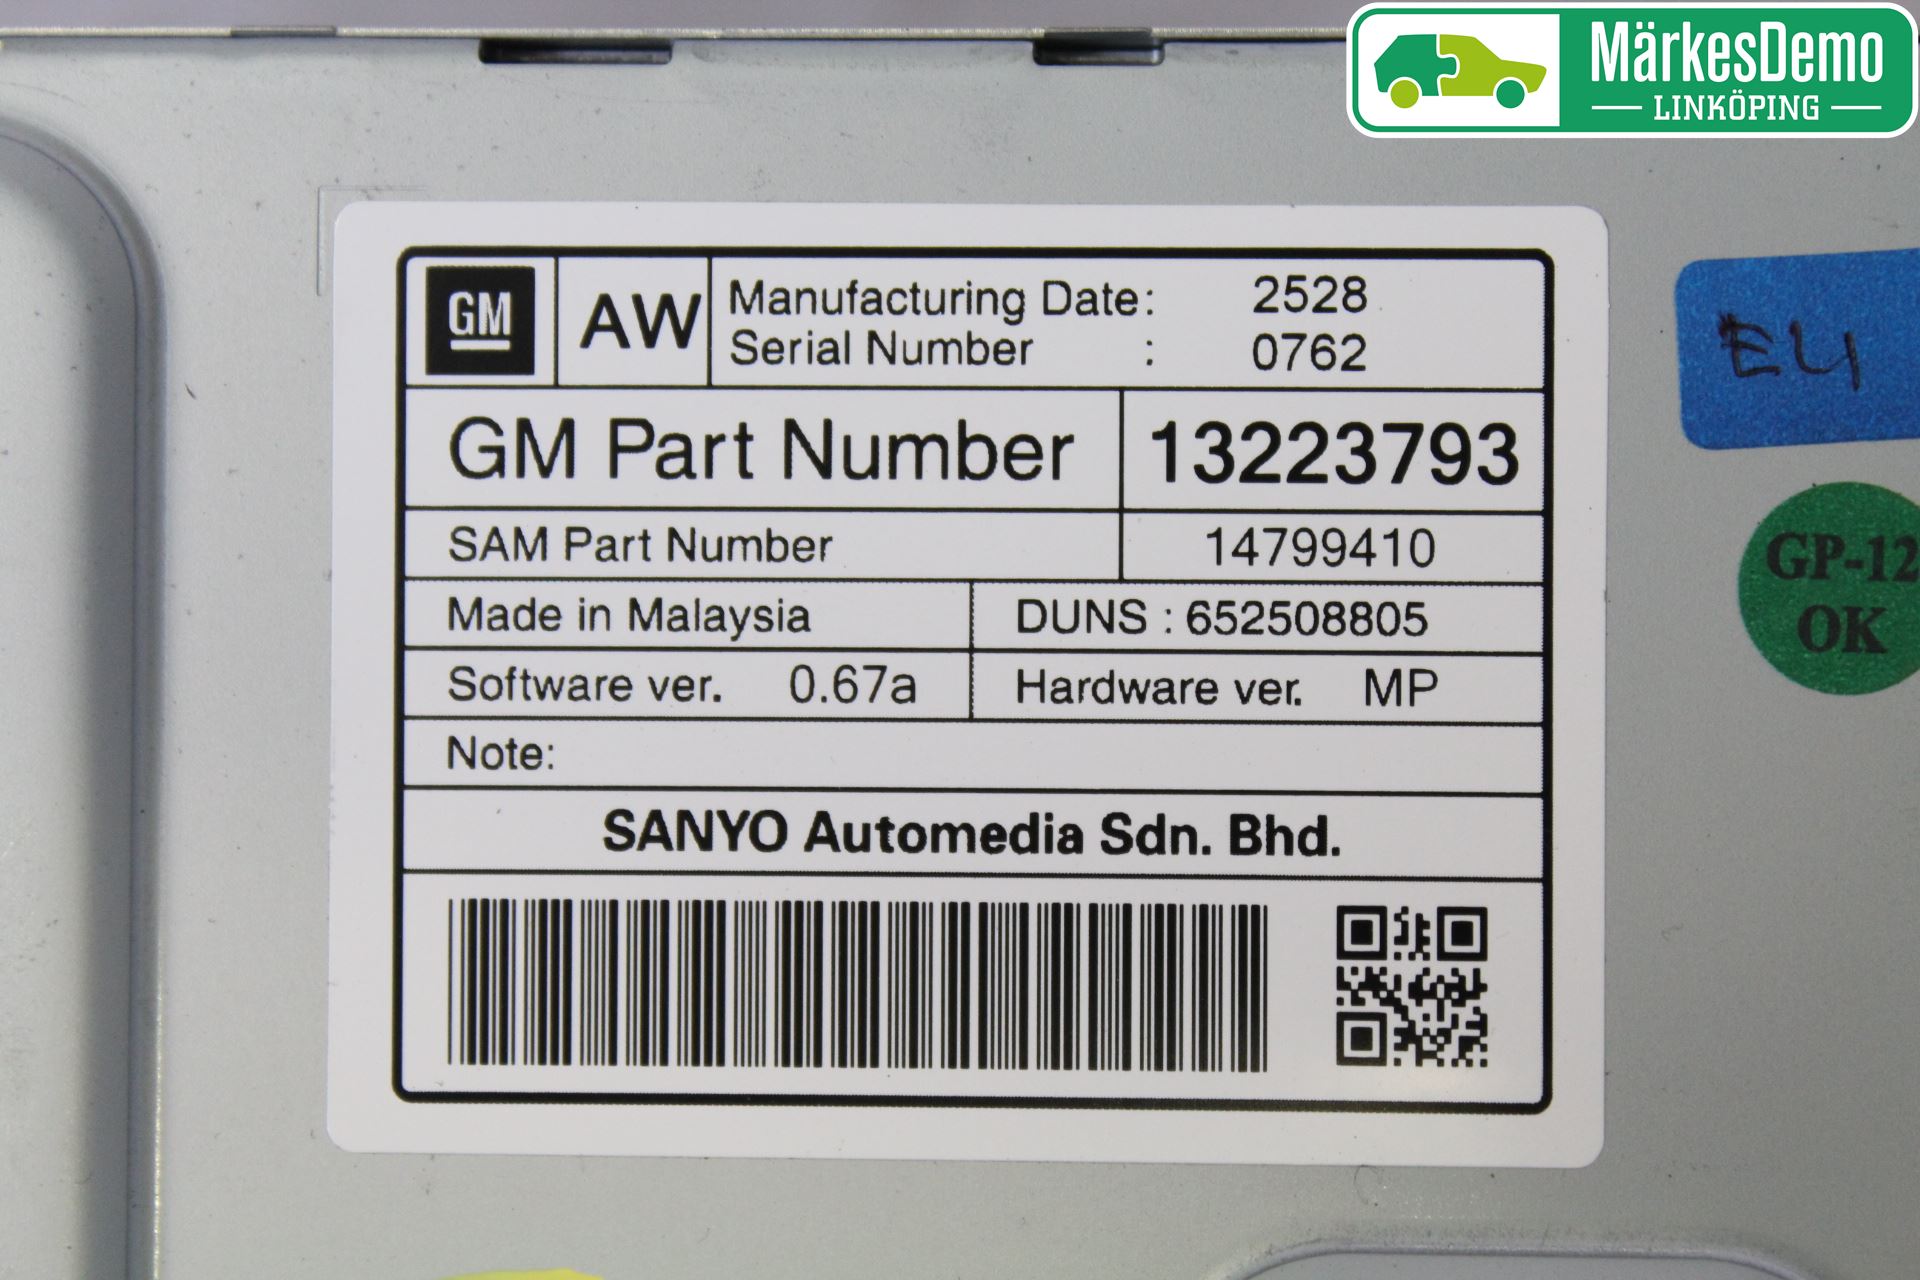 MärkesDemo
LINKÖPING
GM AW Manufacturing Date: 2528
Serial Number : 0762
GM Part Number 13223793
SAM Part Number 14799410
Made in Malaysia DUNS : 652508805
Software ver. 0.67a Hardware ver. MP
Note:
SANYO Automedia Sdn. Bhd.
GP-12
OK